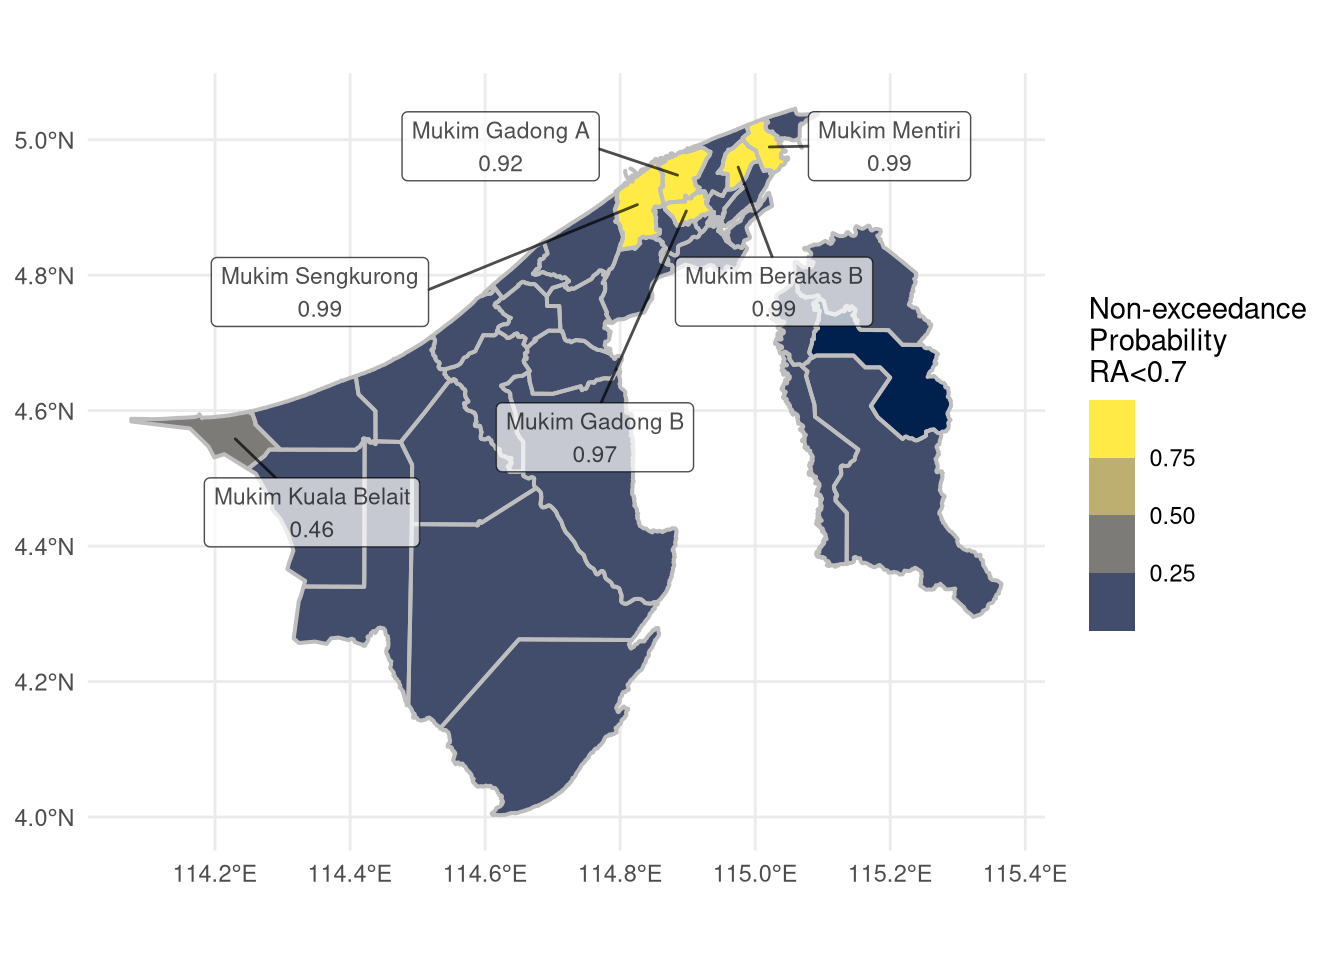 5.0°N
4.8°N
4.6°N
4.4°N
4.2°N
4.0°N
Mukim Gadong A
0.92
Mukim Mentiri
0.99
Mukim Sengkurong
0.99
Mukim Berakas B
0.99
Mukim Gadong B
0.97
Mukim Kuala Belait
0.46
114.2°E
114.4°E
114.6°E
114.8°E
115.0°E
115.2°E
115.4°E
Non-exceedance
Probability
RA<0.7
0.75
0.50
0.25